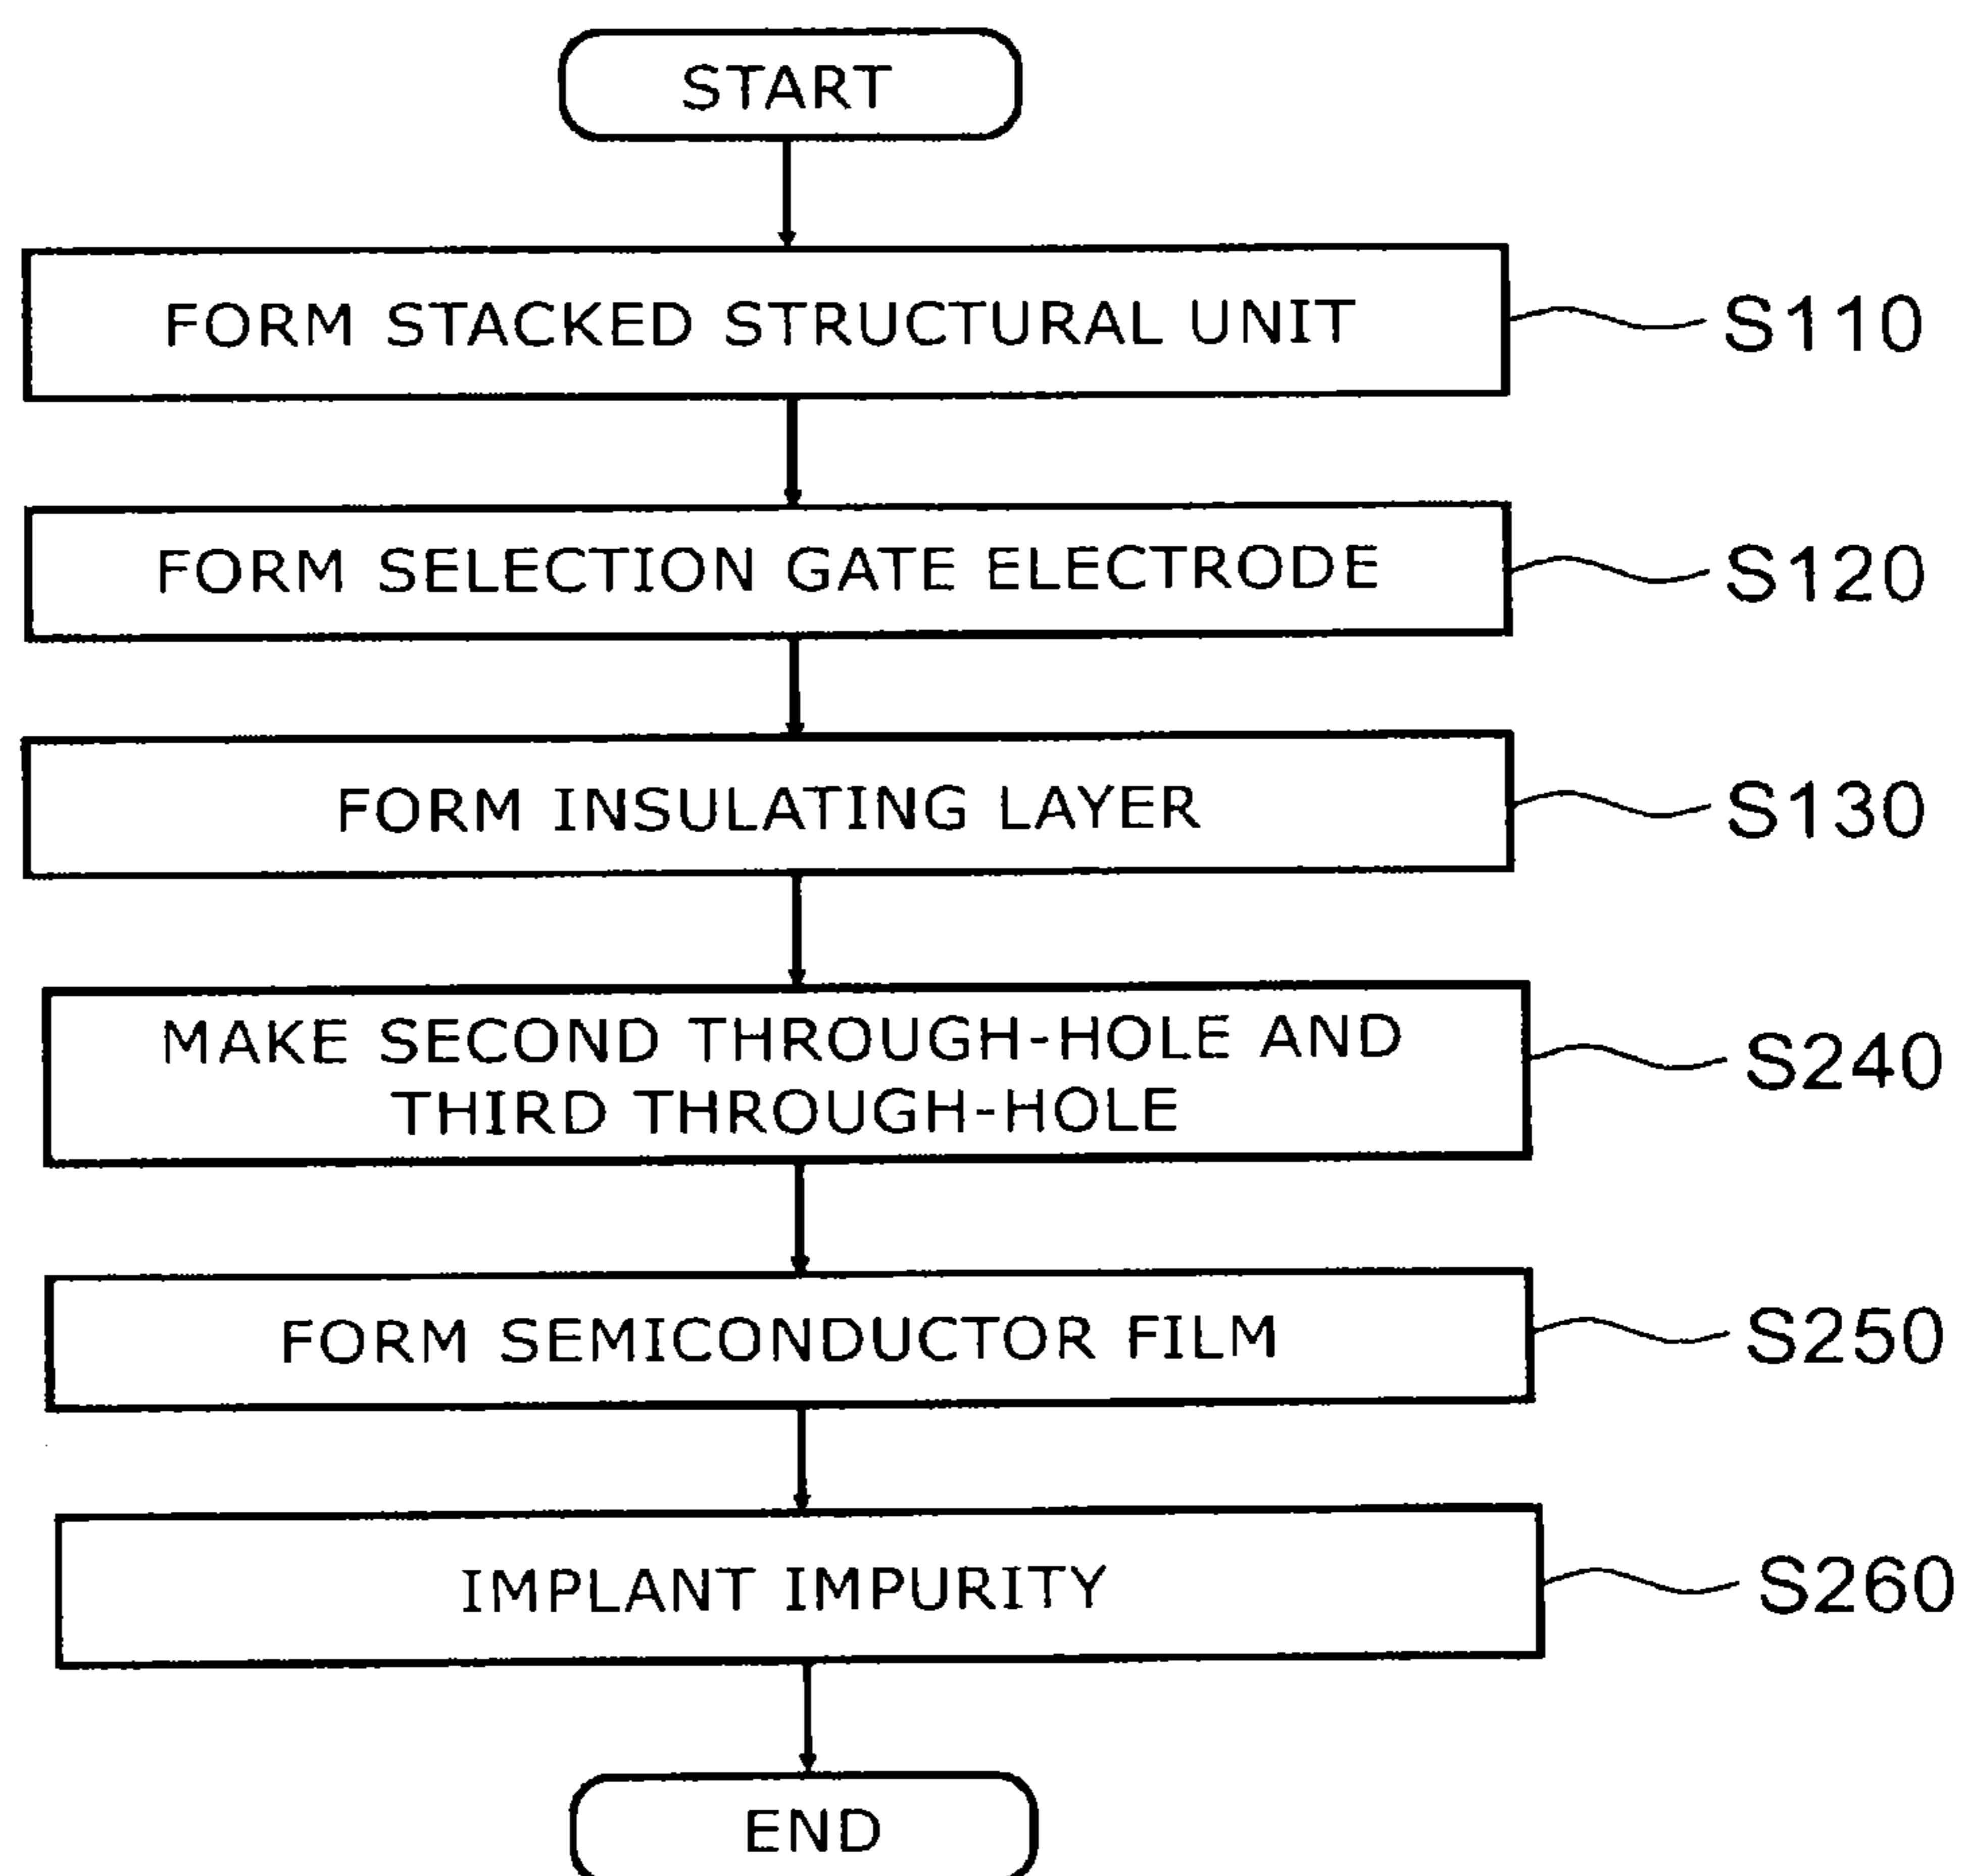 START
FORM STACKED STRUCTURAL UNIT
S110
FORM SELECTION GATE ELECTRODE
S120
FORM INSULATING LAYER
S130
MAKE SECOND THROUGH-HOLE AND
THIRD THROUGH-HOLE
S240
FORM SEMICONDUCTOR FILM
S250
IMPLANT IMPURITY
S260
END